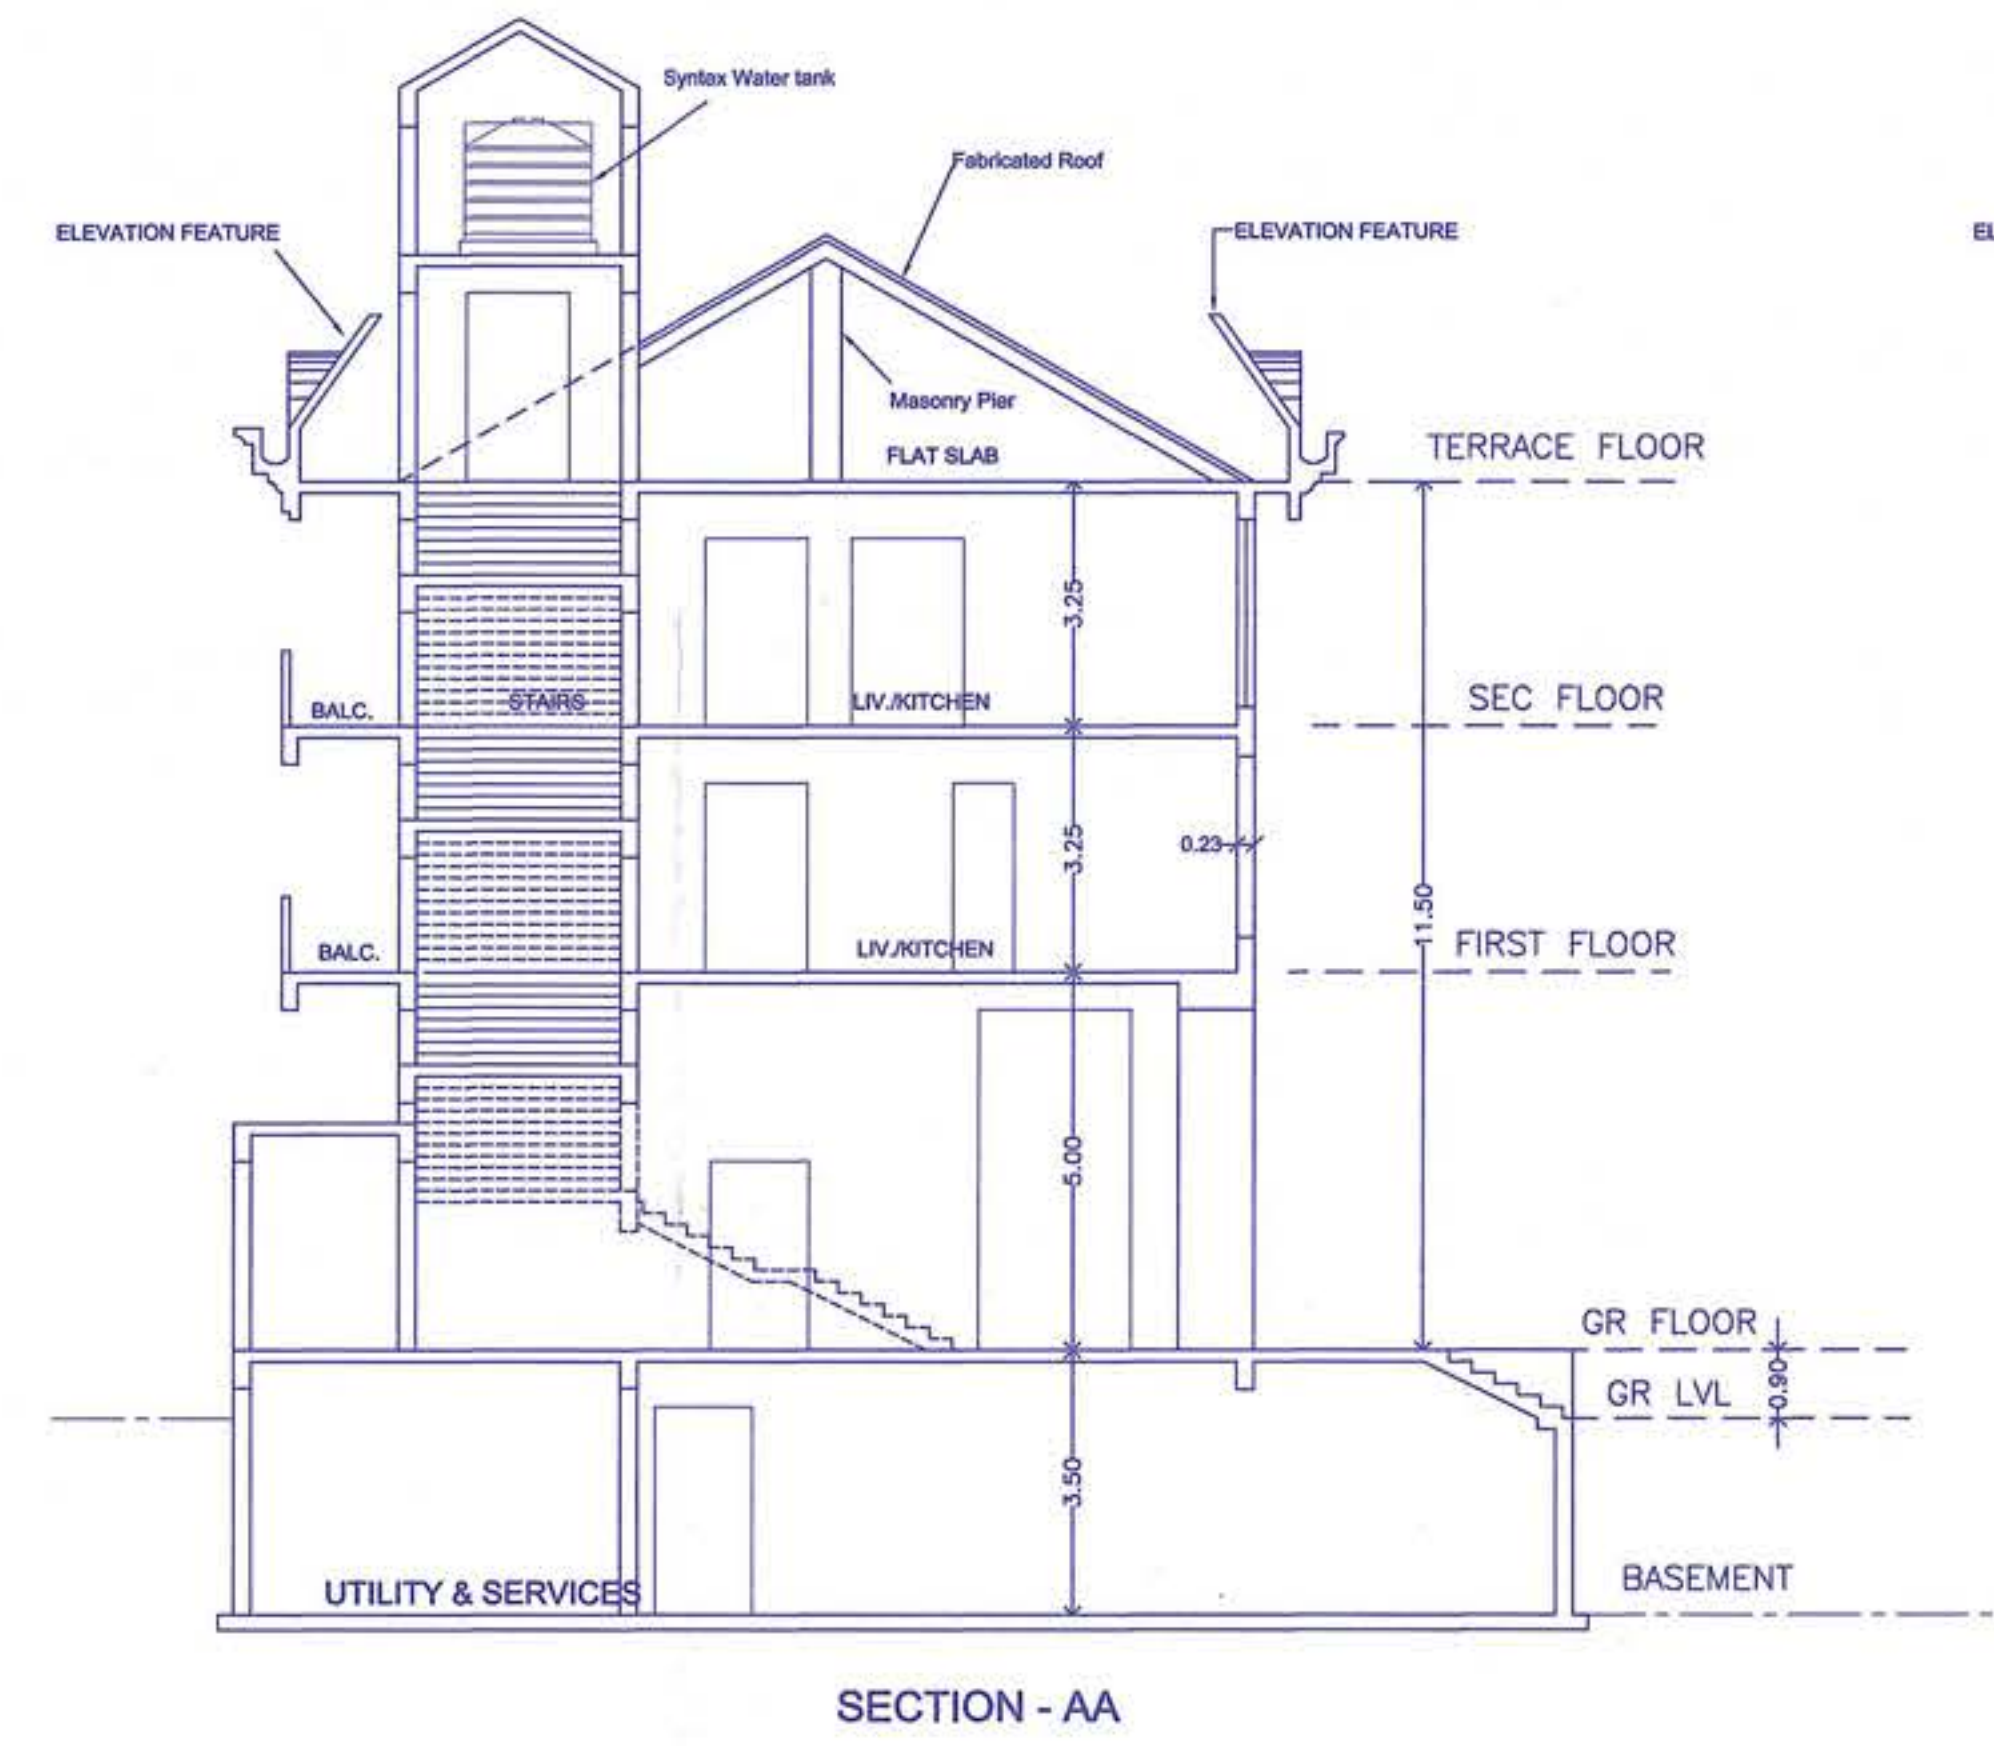 Syntax Water tank
Fabricated Roof
ELEVATION FEATURE
ELEVATION FEATURE
EL
Masonry Pier
FLAT SLAB
TERRACE FLOOR
3.25
BALC.
STAIRS
LIV./KITCHEN
SEC FLOOR
3.25
0.23
11.50
BALC.
LIV./KITCHEN
FIRST FLOOR
5.00
GR FLOOR
0.90
GR LVL
3.50
UTILITY & SERVICES
BASEMENT
SECTION - AA